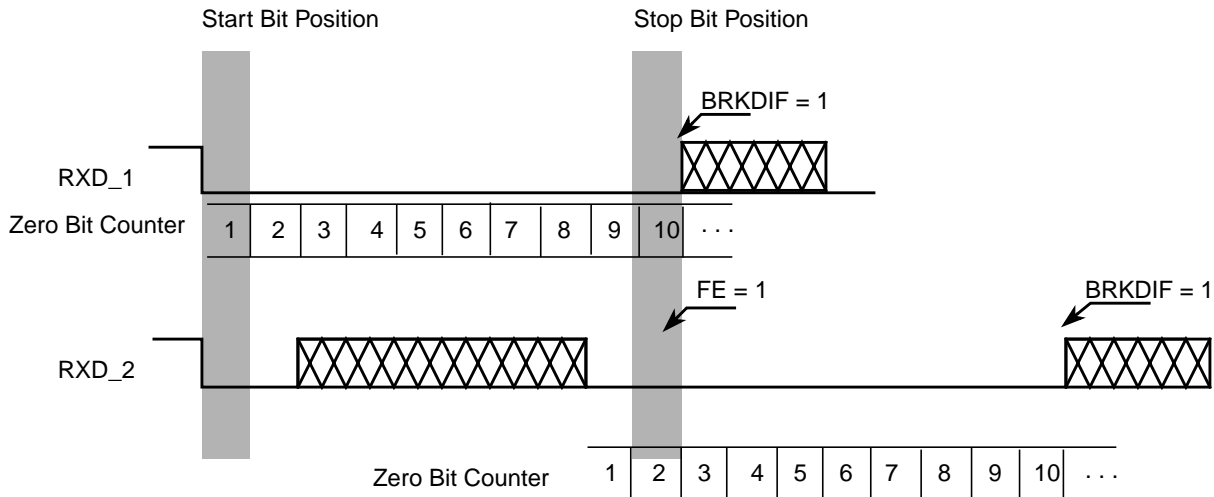 Start Bit Position Stop Bit Position
BRKDIF = 1
RXD_1
Zero Bit Counter 1 2 3 4 5 6 7 8 9 10 . . .
FE = 1 BRKDIF = 1
RXD_2
Zero Bit Counter 1 2 3 4 5 6 7 8 9 10 . . .